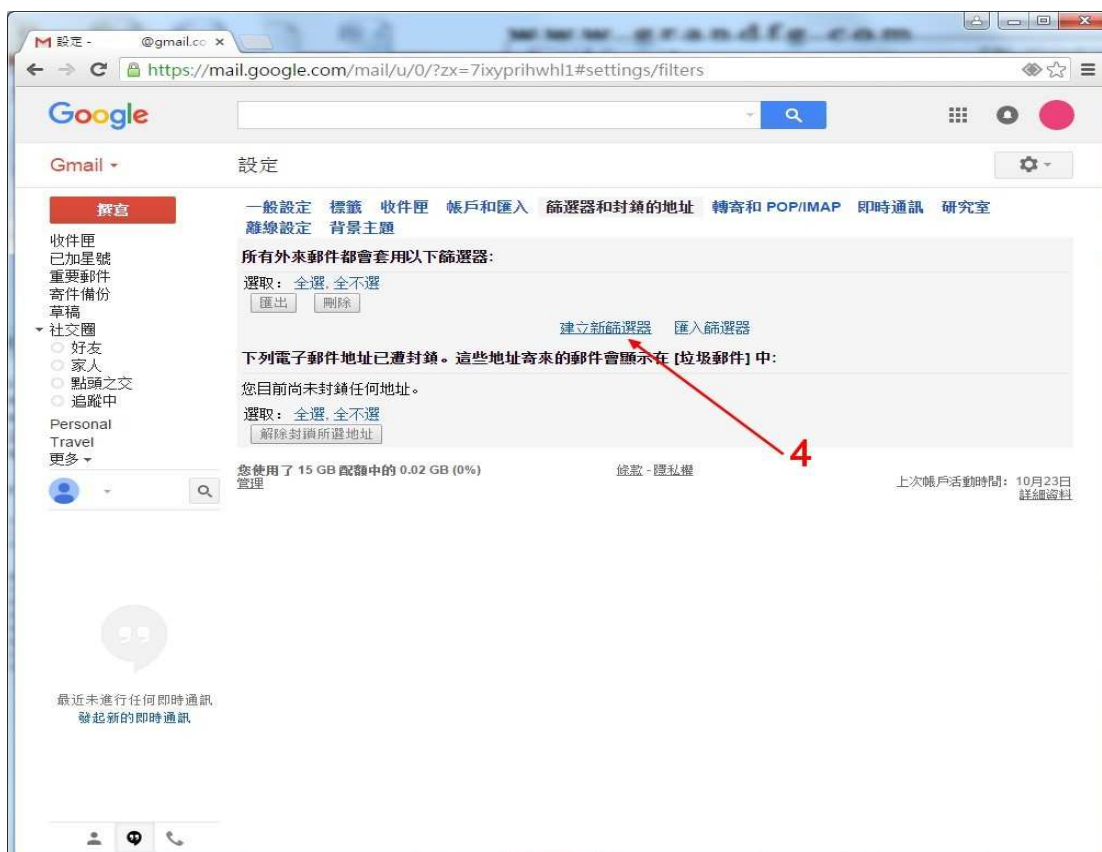 www.grandfg.com
設定 - @gmail.co ×
https://mail.google.com/mail/u/0/?zx=7ixyprihwhl1#settings/filters
Google
Gmail 設定
撰寫
一般設定 標籤 收件匣 帳戶和匯入 篩選器和封鎖的地址 轉寄和 POP/IMAP 即時通訊 研究室
離線設定 背景主題
收件匣
已加星號
重要郵件
寄件備份
草稿
社交圈
好友
家人
點頭之交
追蹤中
Personal
Travel
更多
所有外來郵件都會套用以下篩選器:
選取： 全選, 全不選
匯出 刪除
建立新篩選器 匯入篩選器
下列電子郵件地址已遭封鎖。這些地址寄來的郵件會顯示在 [垃圾郵件] 中:
您目前尚未封鎖任何地址。
選取： 全選, 全不選
解除封鎖所選地址
4
您使用了 15 GB 配額中的 0.02 GB (0%)
管理
條款 - 隱私權
上次帳戶活動時間： 10月23日
詳細資料
最近未進行任何即時通訊
發起新的即時通訊